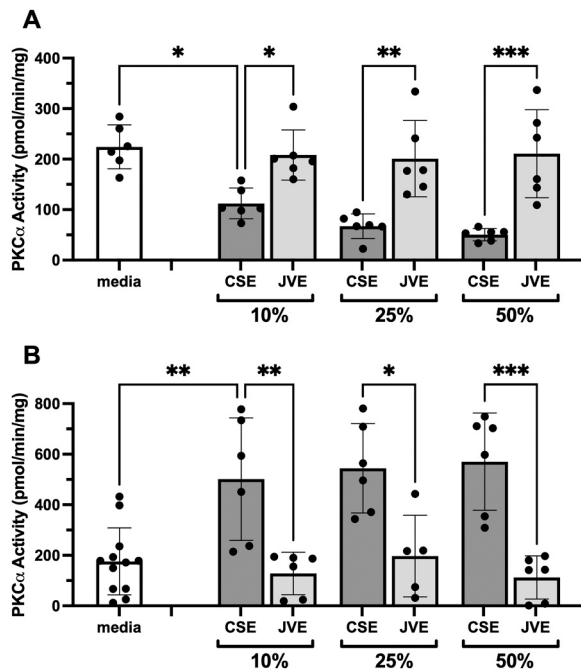 A
* * ** ***
PKCα Activity (pmol/min/mg)
400
300
200
100
0
media CSE JVE CSE JVE CSE JVE
10% 25% 50%
B
** ** * ***
PKCα Activity (pmol/min/mg)
800
600
400
200
0
media CSE JVE CSE JVE CSE JVE
10% 25% 50%